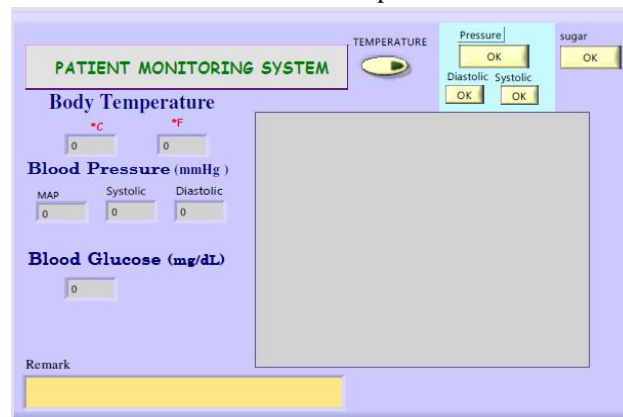 PATIENT MONITORING SYSTEM
TEMPERATURE
Pressure
OK
Diastolic Systolic
OK OK
sugar
OK
Body Temperature
*C *F
0 0
Blood Pressure (mmHg )
MAP Systolic Diastolic
0 0 0
Blood Glucose (mg/dL)
0
Remark